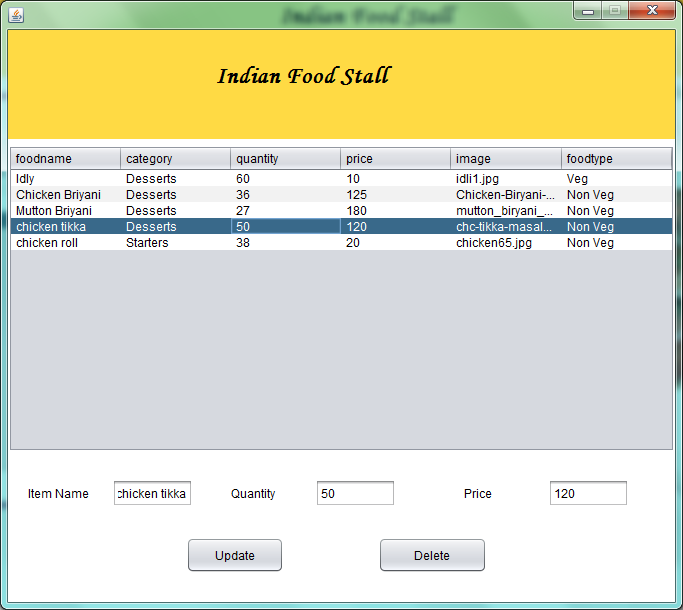 Indian Food Stall
Indian Food Stall
foodname category quantity price image foodtype
Idly Desserts 60 10 idli1.jpg Veg
Chicken Briyani Desserts 36 125 Chicken-Biryani-... Non Veg
Mutton Briyani Desserts 27 180 mutton_biryani_... Non Veg
chicken tikka Desserts 50 120 chc-tikka-masal... Non Veg
chicken roll Starters 38 20 chicken65.jpg Non Veg
Item Name chicken tikka Quantity 50 Price 120
Update Delete